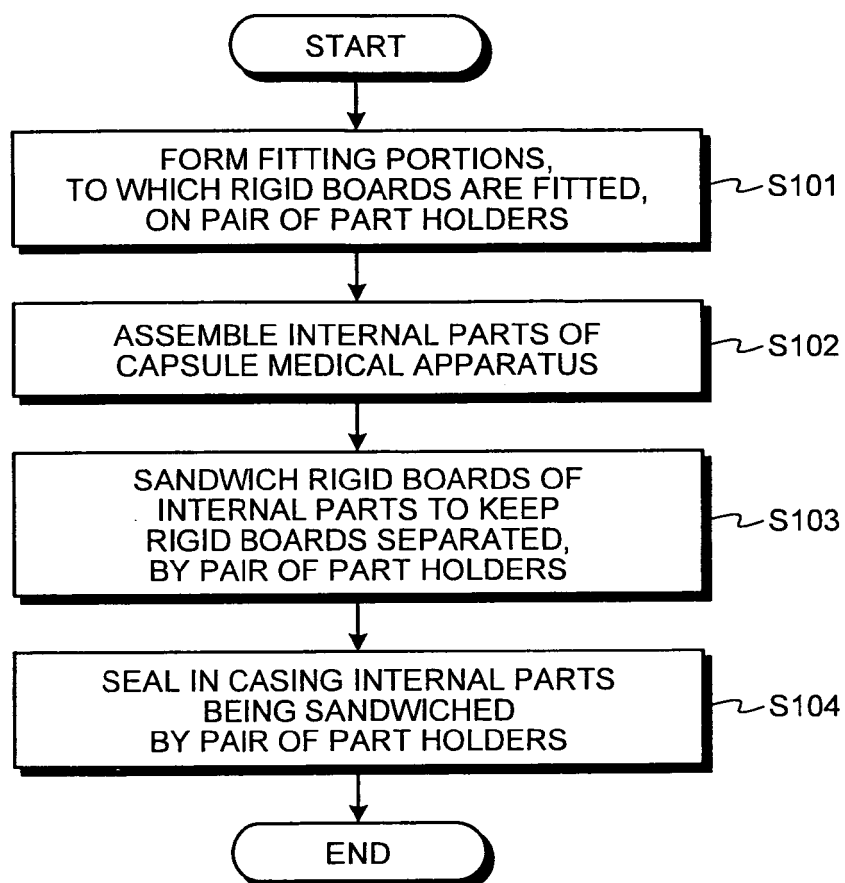 START
FORM FITTING PORTIONS,
TO WHICH RIGID BOARDS ARE FITTED,
ON PAIR OF PART HOLDERS
S101
ASSEMBLE INTERNAL PARTS OF
CAPSULE MEDICAL APPARATUS
S102
SANDWICH RIGID BOARDS OF
INTERNAL PARTS TO KEEP
RIGID BOARDS SEPARATED,
BY PAIR OF PART HOLDERS
S103
SEAL IN CASING INTERNAL PARTS
BEING SANDWICHED
BY PAIR OF PART HOLDERS
S104
END